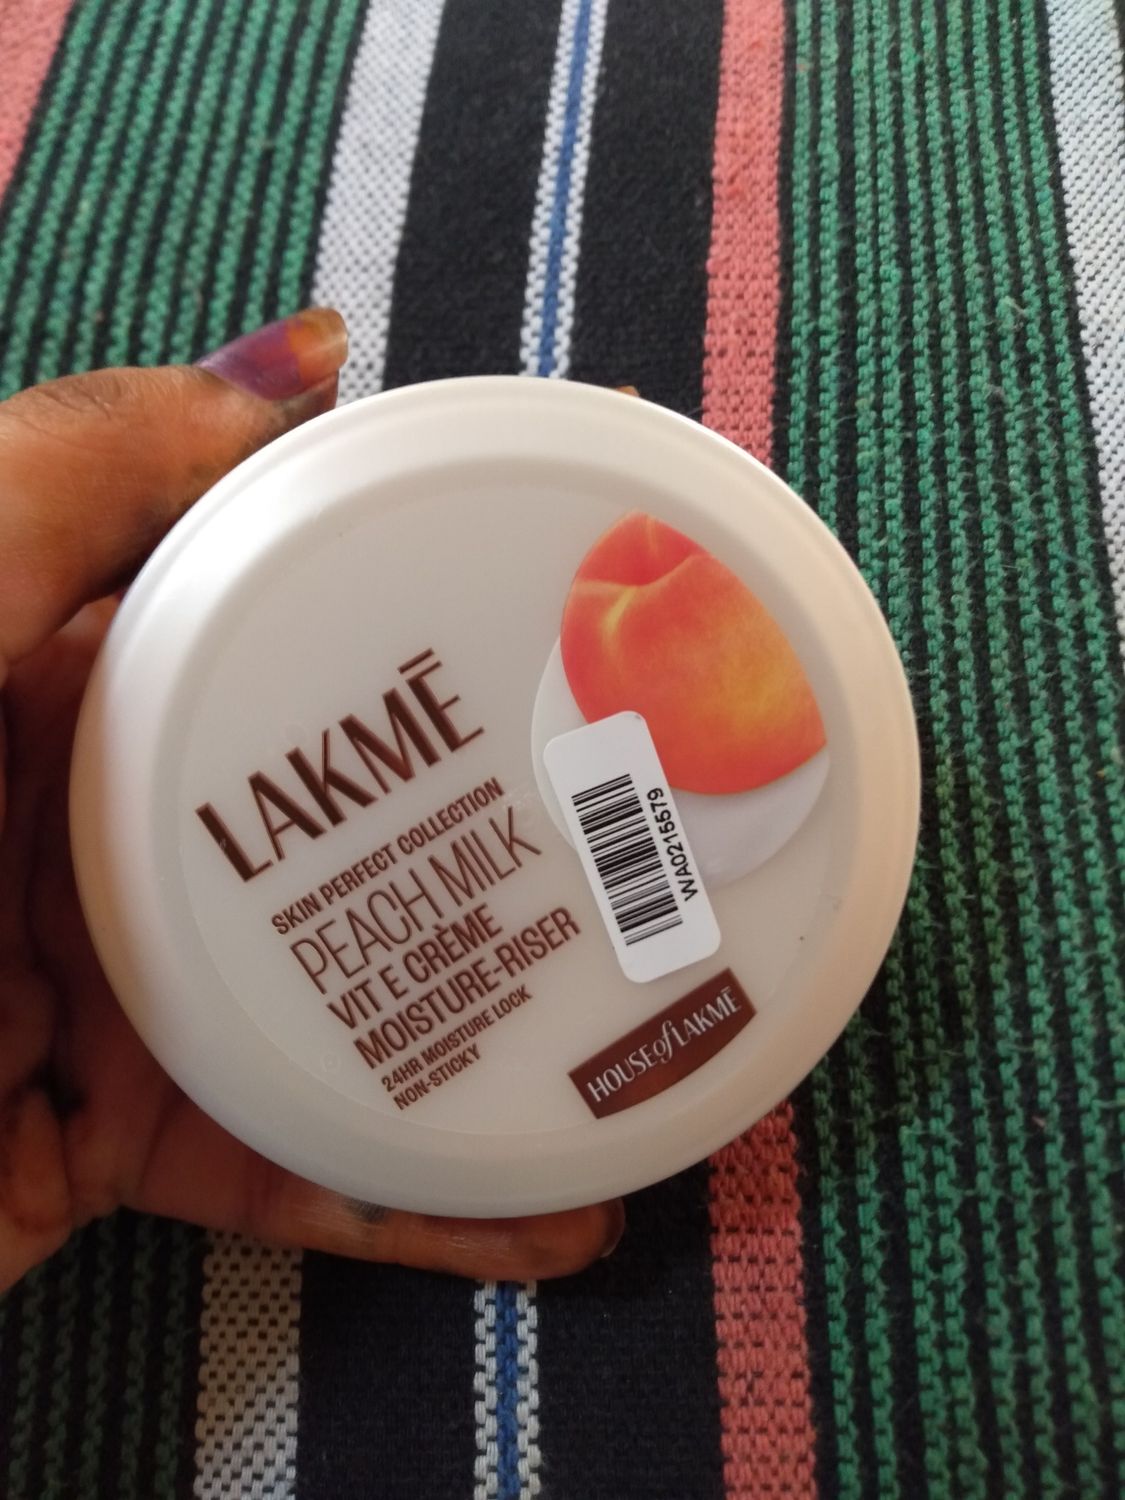 LAKMĒ
SKIN PERFECT COLLECTION
PEACH MILK
VIT E CRÈME
MOISTURE-RISER
24HR MOISTURE LOCK
NON-STICKY
WA0215579
HOUSE of LAKMĒ